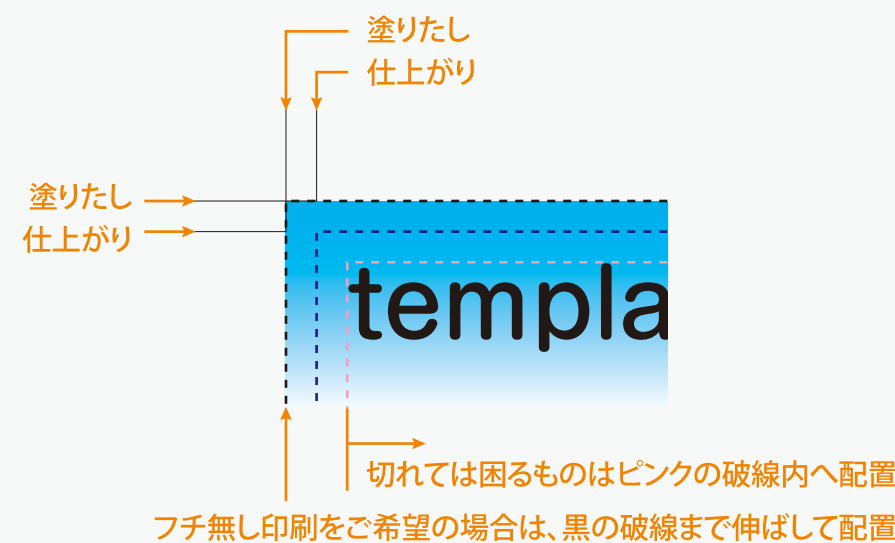 塗りたし
仕上がり
塗りたし
仕上がり
templa
切れては困るものはピンクの破線内へ配置
フチ無し印刷をご希望の場合は、黒の破線まで伸ばして配置